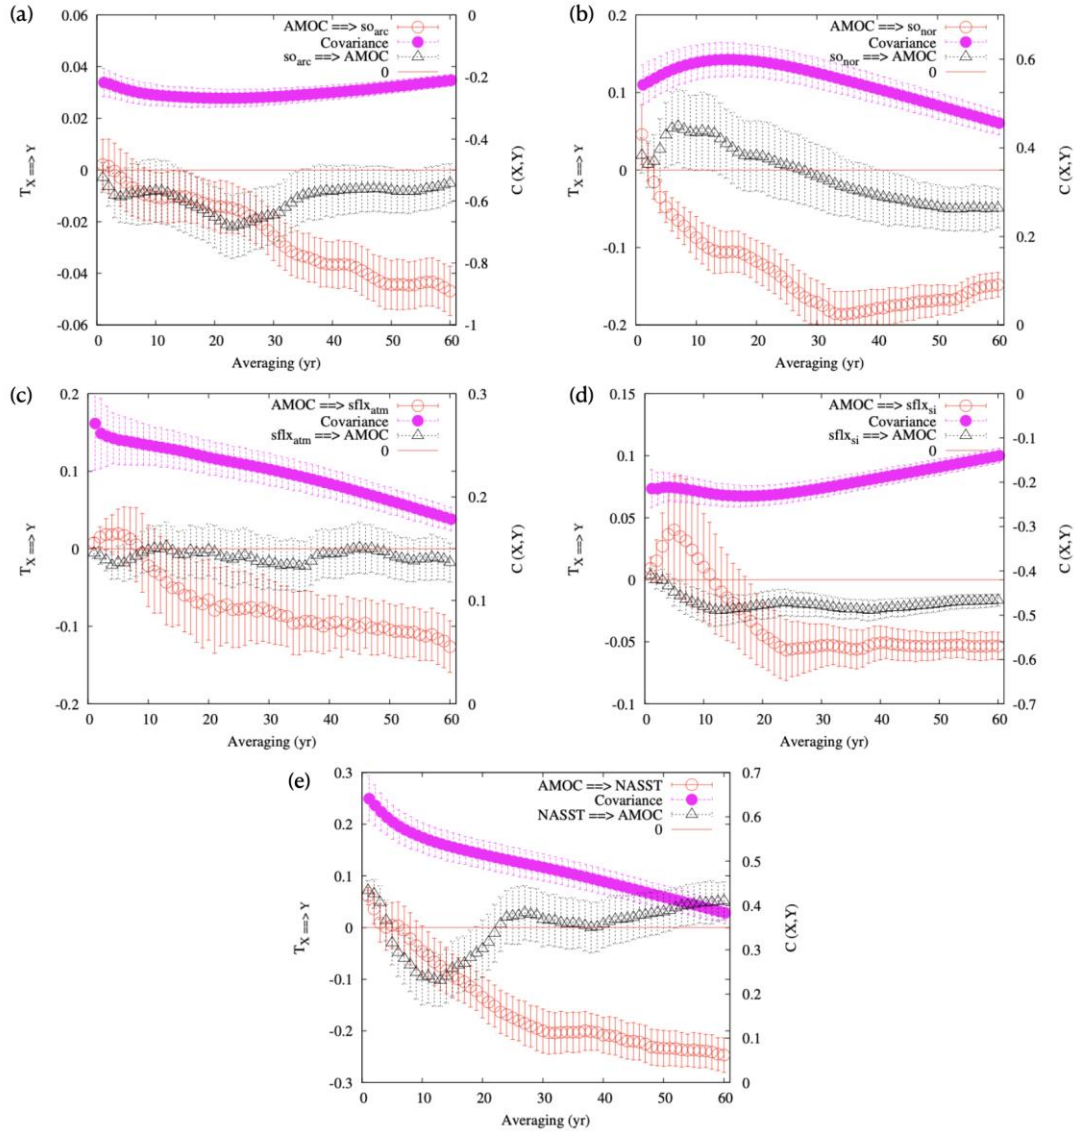 (a)
AMOC ==> so_arc
Covariance
so_arc ==> AMOC
0
0.06
0.04
0.02
0
-0.02
-0.04
-0.06
T_X ==> Y
0
-0.2
-0.4
-0.6
-0.8
-1
C (X,Y)
0 10 20 30 40 50 60
Averaging (yr)
(b)
AMOC ==> so_nor
Covariance
so_nor ==> AMOC
0
0.2
0.1
0
-0.1
-0.2
T_X ==> Y
0.6
0.4
0.2
0
C (X,Y)
0 10 20 30 40 50 60
Averaging (yr)
(c)
AMOC ==> sflx_atm
Covariance
sflx_atm ==> AMOC
0
0.2
0.1
0
-0.1
-0.2
T_X ==> Y
0.3
0.2
0.1
0
C (X,Y)
0 10 20 30 40 50 60
Averaging (yr)
(d)
AMOC ==> sflx_si
Covariance
sflx_si ==> AMOC
0
0.15
0.1
0.05
0
-0.05
-0.1
T_X ==> Y
0
-0.1
-0.2
-0.3
-0.4
-0.5
-0.6
-0.7
C (X,Y)
0 10 20 30 40 50 60
Averaging (yr)
(e)
AMOC ==> NASST
Covariance
NASST ==> AMOC
0
0.3
0.2
0.1
0
-0.1
-0.2
-0.3
T_X ==> Y
0.7
0.6
0.5
0.4
0.3
0.2
0.1
0
C (X,Y)
0 10 20 30 40 50 60
Averaging (yr)